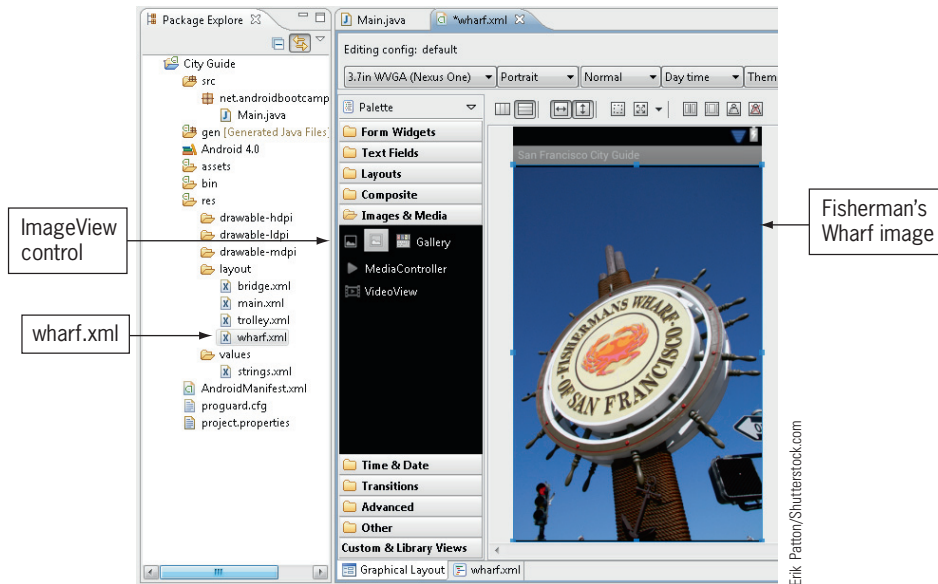 Package Explore
Main.java
*wharf.xml
Editing config: default
3.7in WVGA (Nexus One)
Portrait
Normal
Day time
Them
City Guide
src
net.androidbootcamp
Main.java
gen [Generated Java Files]
Android 4.0
assets
bin
res
drawable-hdpi
drawable-ldpi
drawable-mdpi
layout
bridge.xml
main.xml
trolley.xml
wharf.xml
values
strings.xml
AndroidManifest.xml
proguard.cfg
project.properties
Palette
Form Widgets
Text Fields
Layouts
Composite
Images & Media
Gallery
MediaController
VideoView
Time & Date
Transitions
Advanced
Other
Custom & Library Views
Graphical Layout
wharf.xml
San Francisco City Guide
FISHERMAN'S WHARF
OF SAN FRANCISCO
ImageView
control
wharf.xml
Fisherman's
Wharf image
Erik Patton/Shutterstock.com